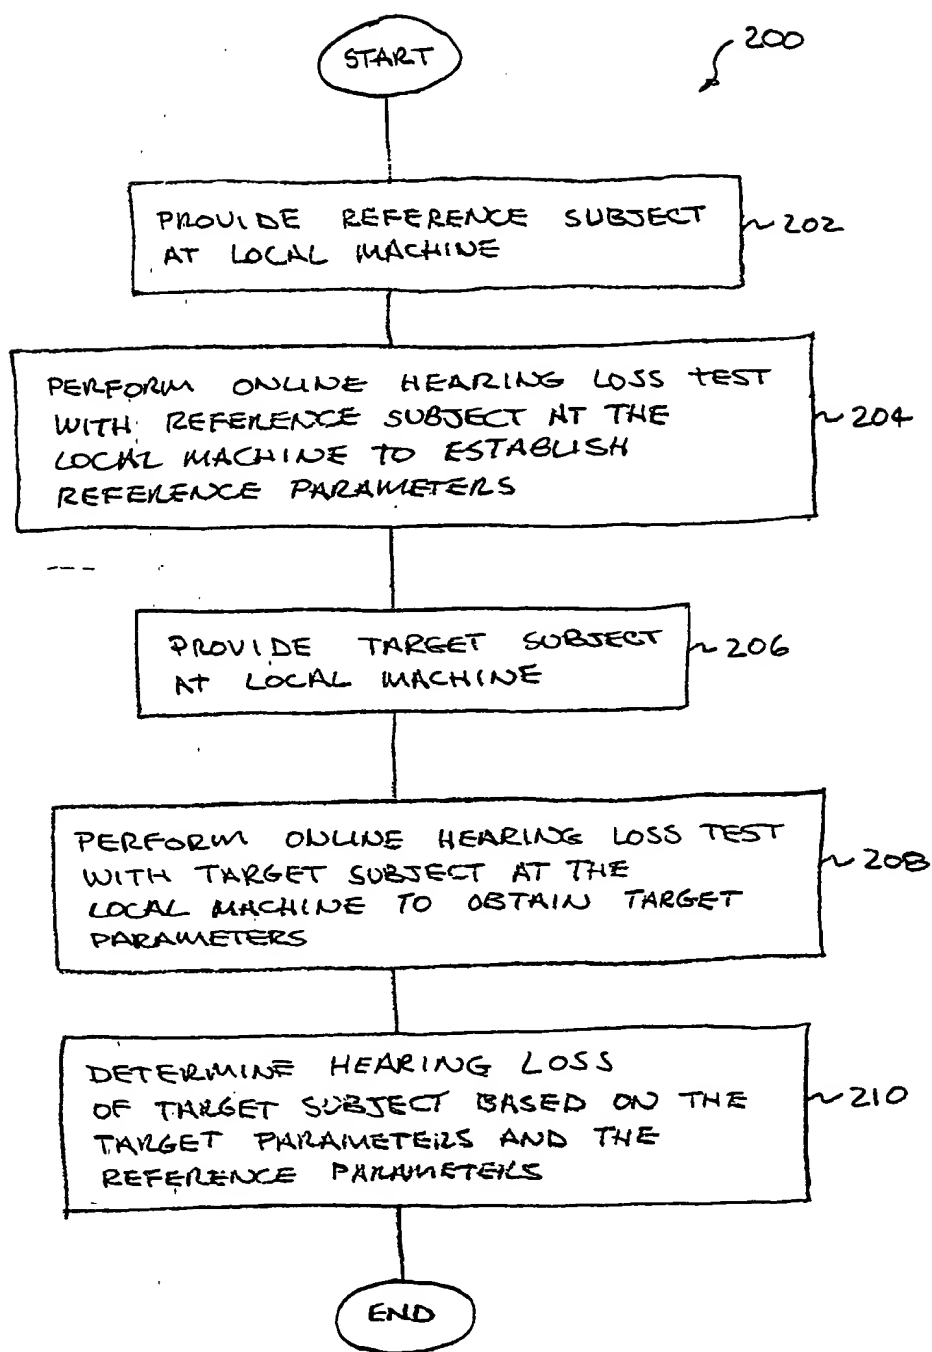 START
200
PROVIDE REFERENCE SUBJECT
AT LOCAL MACHINE
202
PERFORM ONLINE HEARING LOSS TEST
WITH REFERENCE SUBJECT AT THE
LOCAL MACHINE TO ESTABLISH
REFERENCE PARAMETERS
204
PROVIDE TARGET SUBJECT
AT LOCAL MACHINE
206
PERFORM ONLINE HEARING LOSS TEST
WITH TARGET SUBJECT AT THE
LOCAL MACHINE TO OBTAIN TARGET
PARAMETERS
208
DETERMINE HEARING LOSS
OF TARGET SUBJECT BASED ON THE
TARGET PARAMETERS AND THE
REFERENCE PARAMETERS
210
END